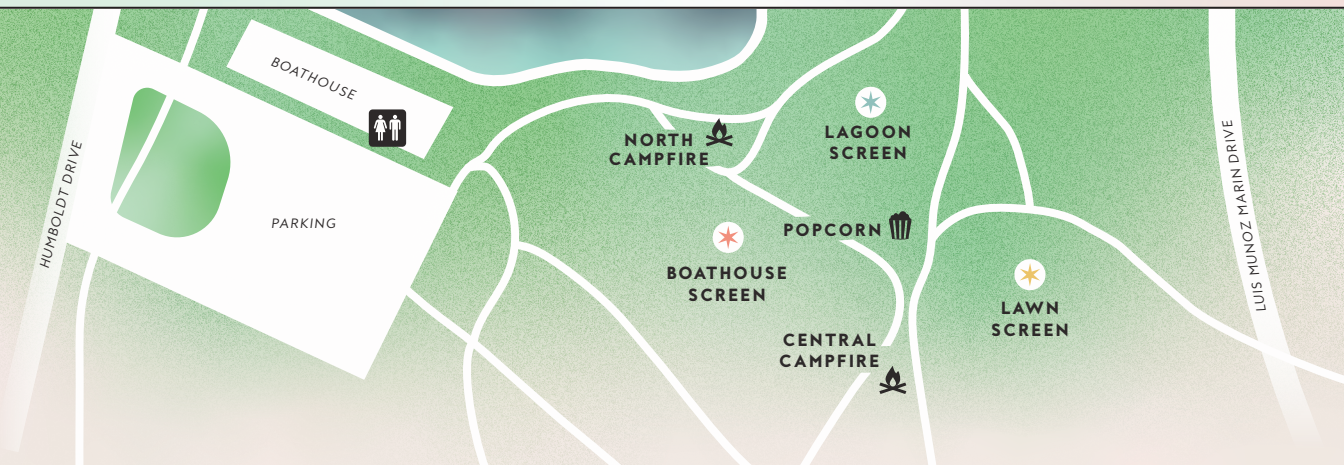 BOATHOUSE
HUMBOLDT DRIVE
PARKING
NORTH
CAMPFIRE
LAGOON
SCREEN
POPCORN
BOATHOUSE
SCREEN
LAWN
SCREEN
CENTRAL
CAMPFIRE
LUIS MUNOZ MARIN DRIVE